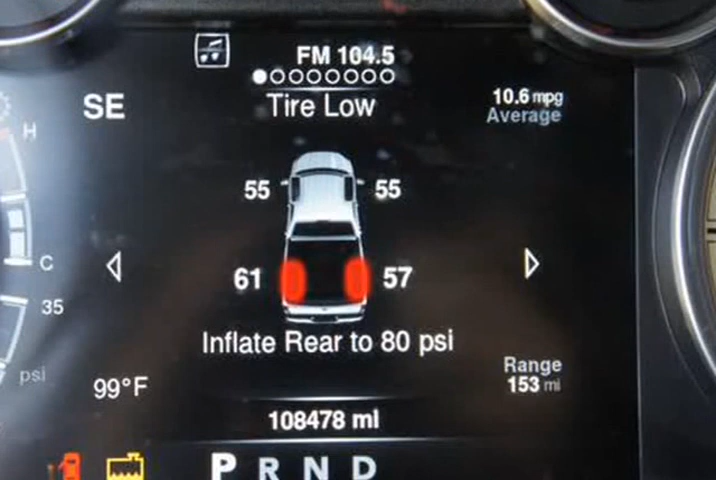 FM 104.5
Tire Low
SE
10.6 mpg
Average
H
55
55
C
61
57
35
Inflate Rear to 80 psi
psi
Range
153 mi
99°F
108478 mi
P R N D